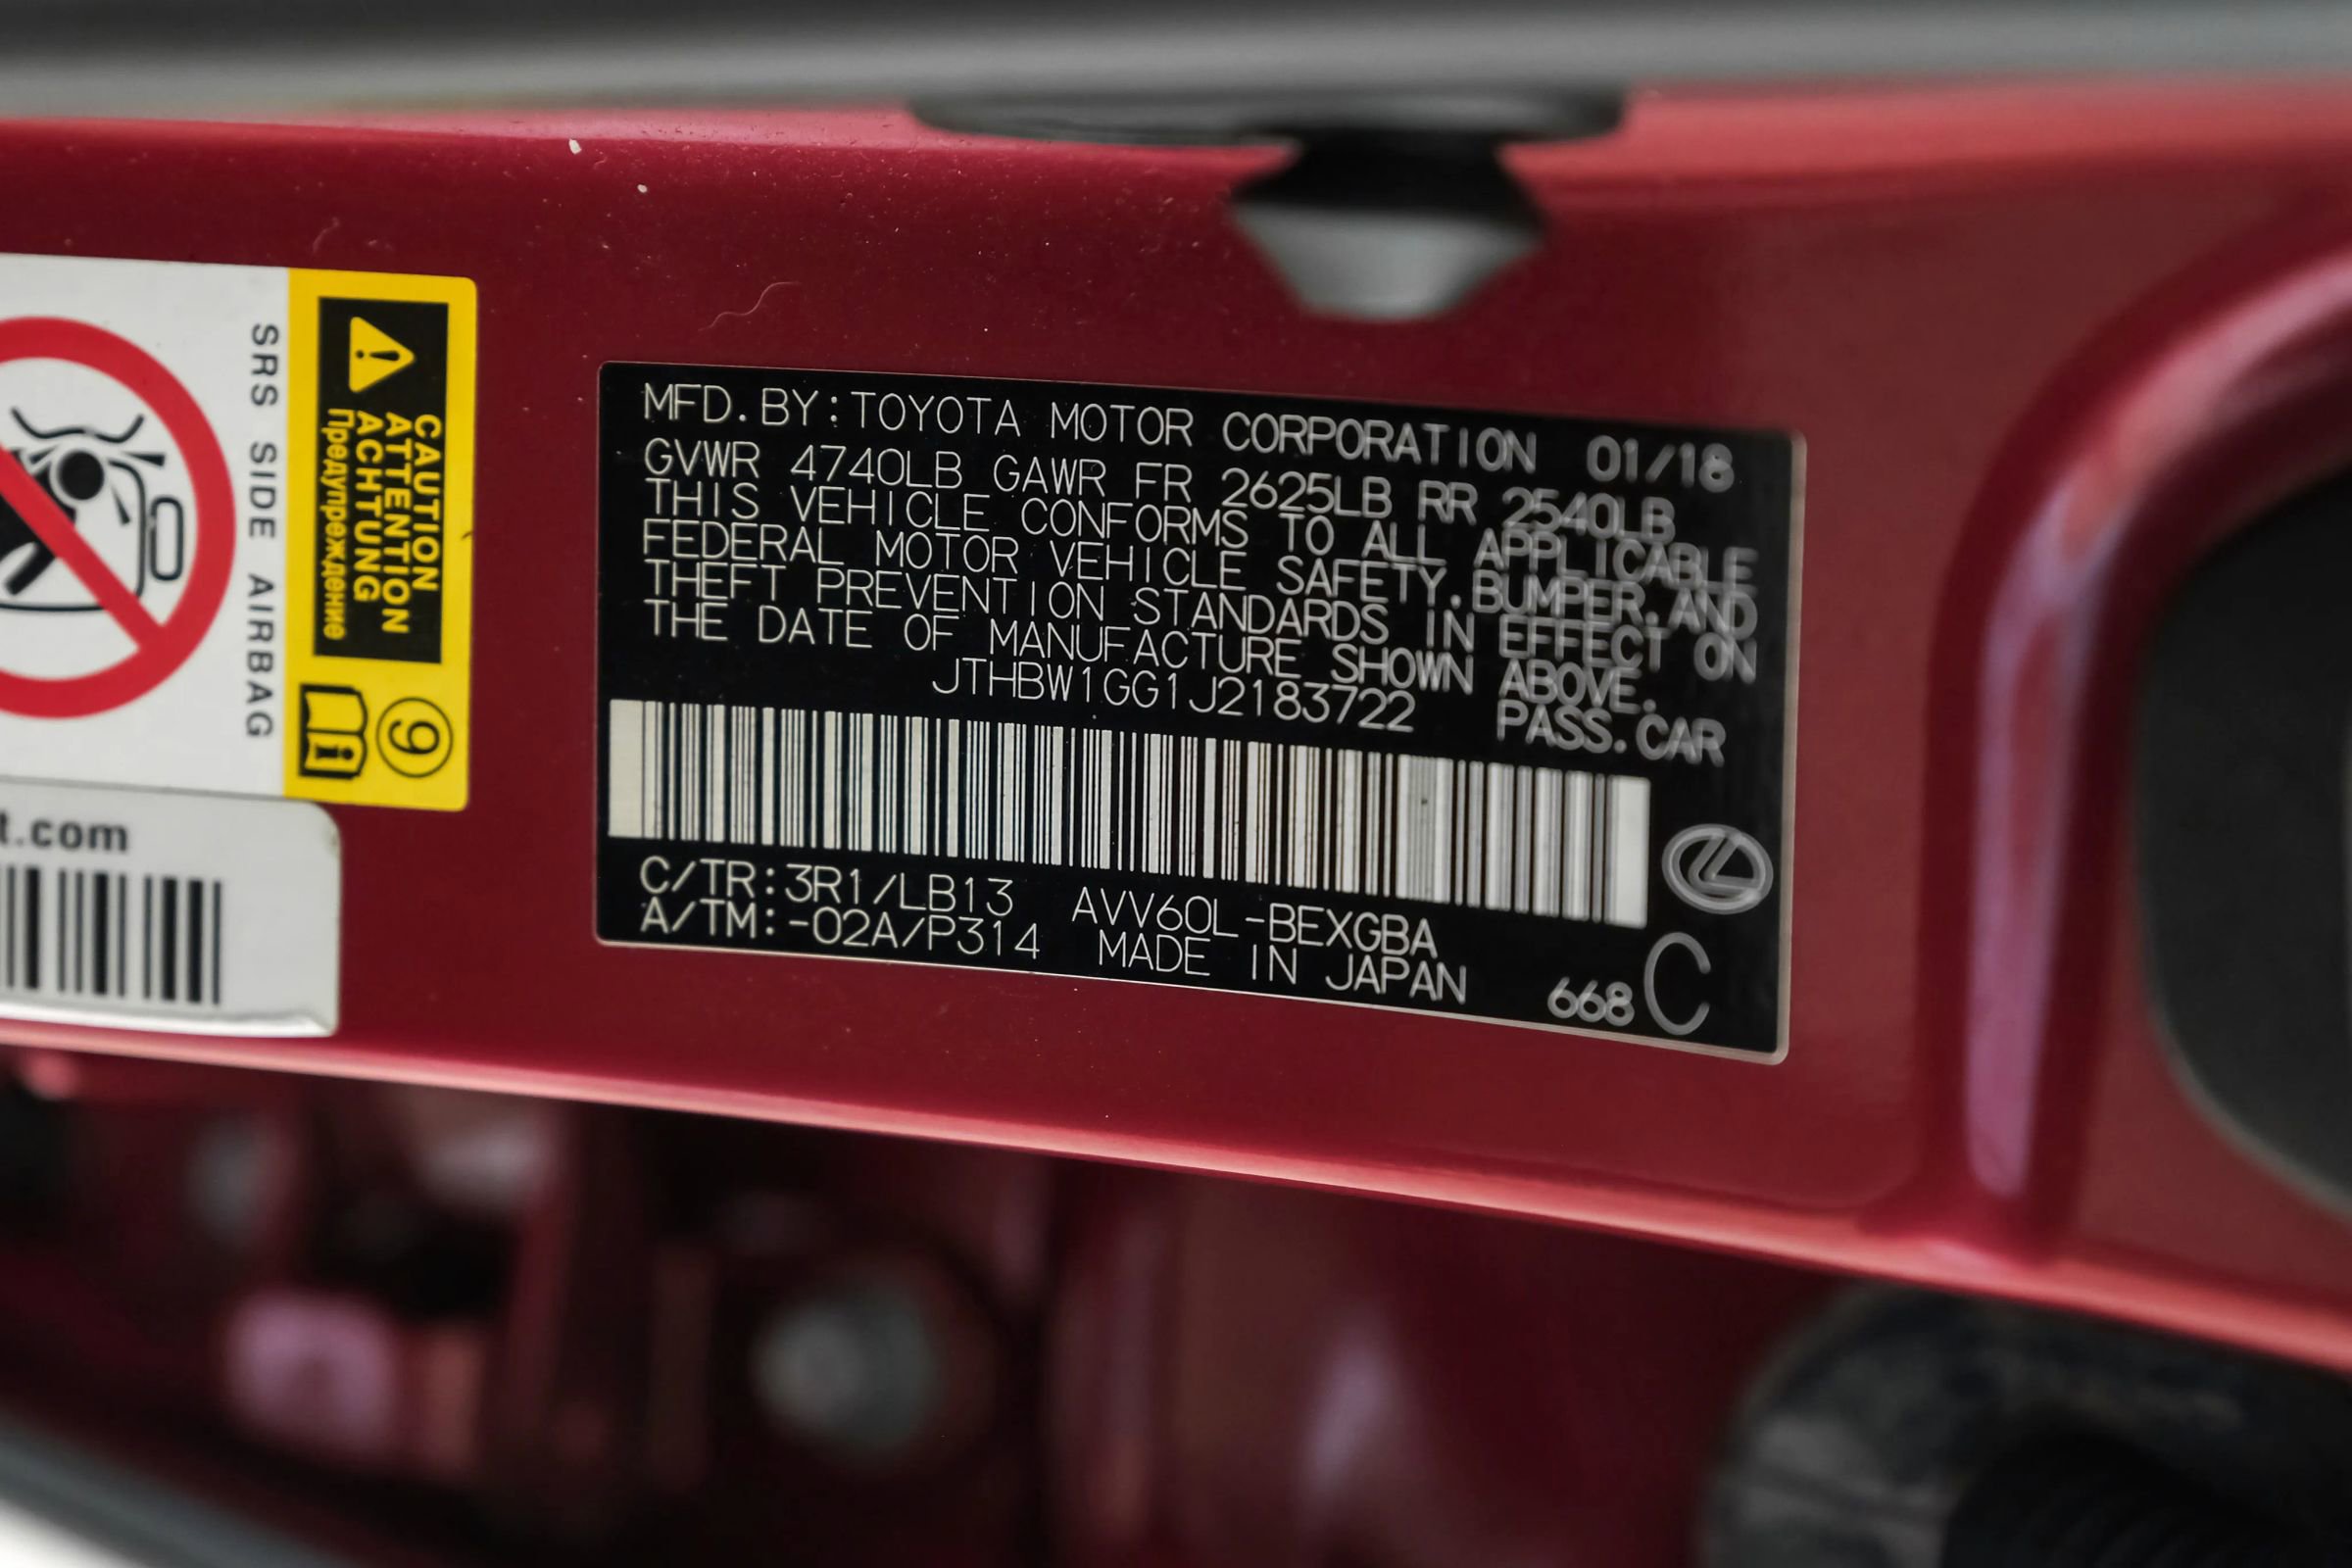 SRS SIDE AIRBAG
CAUTION
ATTENTION
ACHTUNG
Предупреждение
9
t.com
MFD.BY:TOYOTA MOTOR CORPORATION 01/18
GVWR 4740LB GAWR FR 2625LB RR 2540LB
THIS VEHICLE CONFORMS TO ALL APPLICABLE
FEDERAL MOTOR VEHICLE SAFETY.BUMPER.AND
THEFT PREVENTION STANDARDS IN EFFECT ON
THE DATE OF MANUFACTURE SHOWN ABOVE.
JTHBW1GG1J2183722 PASS.CAR
C/TR:3R1/LB13 AVV60L-BEXGBA
A/TM:-02A/P314 MADE IN JAPAN 668 C